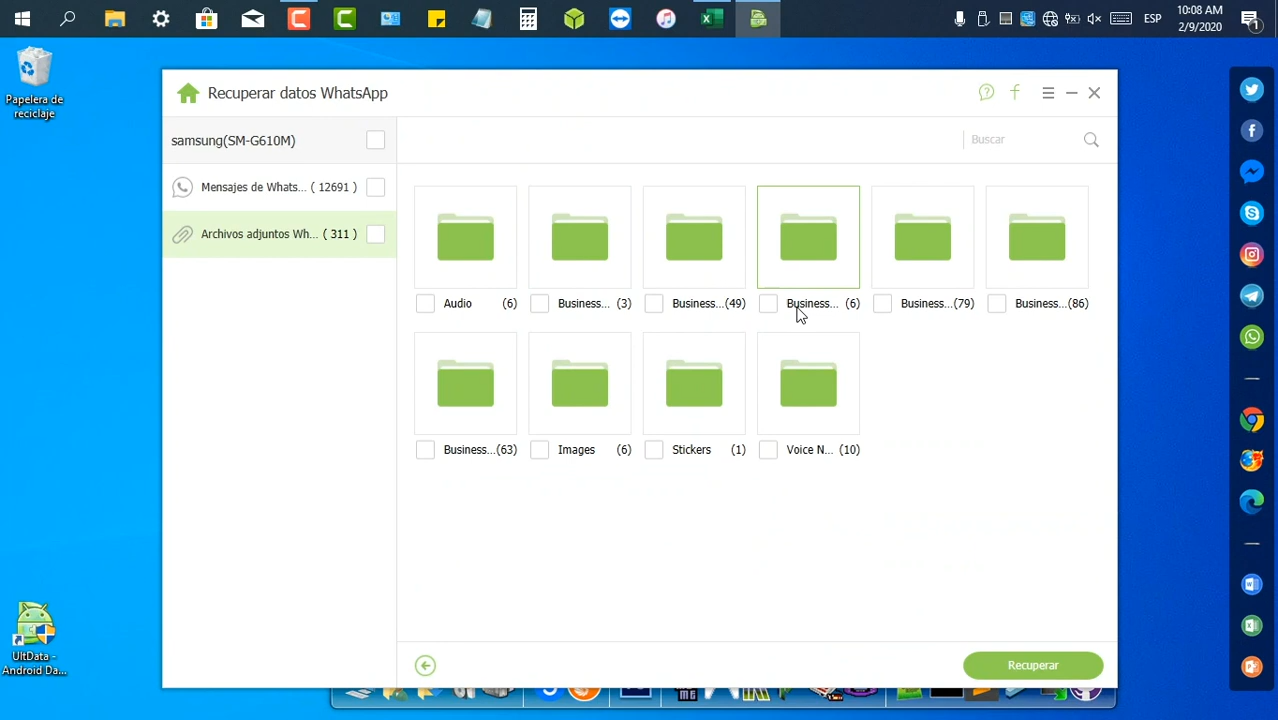 ESP
10:08 AM
2/9/2020
1
Papelera de
reciclaje
Recuperar datos WhatsApp
samsung(SM-G610M)
Buscar
Mensajes de Whats... ( 12691 )
Archivos adjuntos Wh... ( 311 )
Audio (6)
Business... (3)
Business...(49)
Business... (6)
Business...(79)
Business...(86)
Business...(63)
Images (6)
Stickers (1)
Voice N... (10)
UltData -
Android Da...
Recuperar